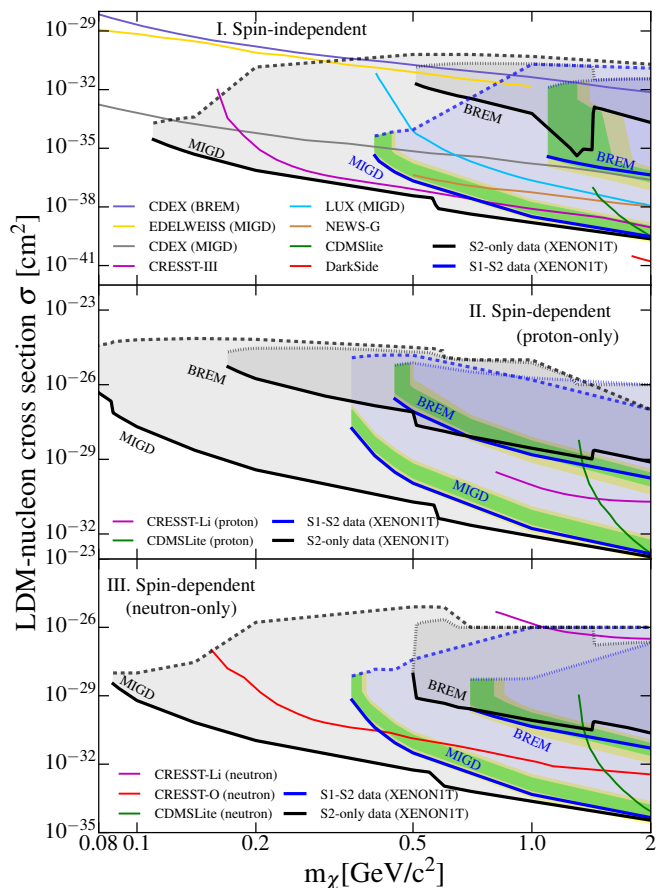 LDM-nucleon cross section σ [cm²]
I. Spin-independent
10⁻²⁹
10⁻³²
10⁻³⁵
10⁻³⁸
10⁻⁴¹
BREM
MIGD
MIGD
BREM
CDEX (BREM)
EDELWEISS (MIGD)
CDEX (MIGD)
CRESST-III
LUX (MIGD)
NEWS-G
CDMSlite
DarkSide
S2-only data (XENON1T)
S1-S2 data (XENON1T)
II. Spin-dependent
(proton-only)
10⁻²³
10⁻²⁶
10⁻²⁹
10⁻³²
BREM
BREM
MIGD
MIGD
CRESST-Li (proton)
CDMSLite (proton)
S1-S2 data (XENON1T)
S2-only data (XENON1T)
III. Spin-dependent
(neutron-only)
10⁻²³
10⁻²⁶
10⁻²⁹
10⁻³²
10⁻³⁵
MIGD
BREM
BREM
MIGD
CRESST-Li (neutron)
CRESST-O (neutron)
CDMSLite (neutron)
S1-S2 data (XENON1T)
S2-only data (XENON1T)
0.08 0.1 0.2 0.5 1.0 2
mχ[GeV/c²]